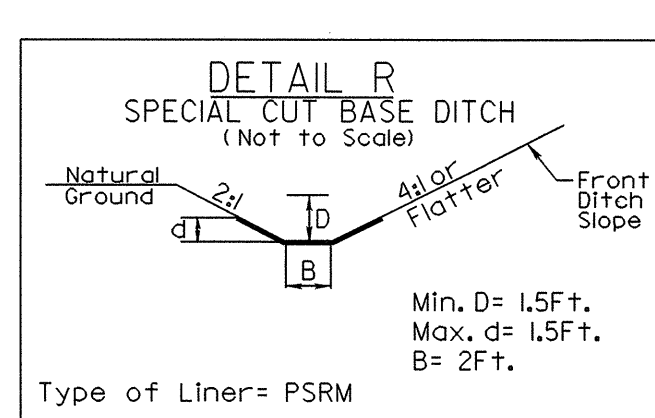 DETAIL R
SPECIAL CUT BASE DITCH
(Not to Scale)
Natural
Ground
2:1
D
4:1 or
Flatter
Front
Ditch
Slope
d
B
Min. D= 1.5Ft.
Max. d= 1.5Ft.
B= 2Ft.
Type of Liner= PSRM